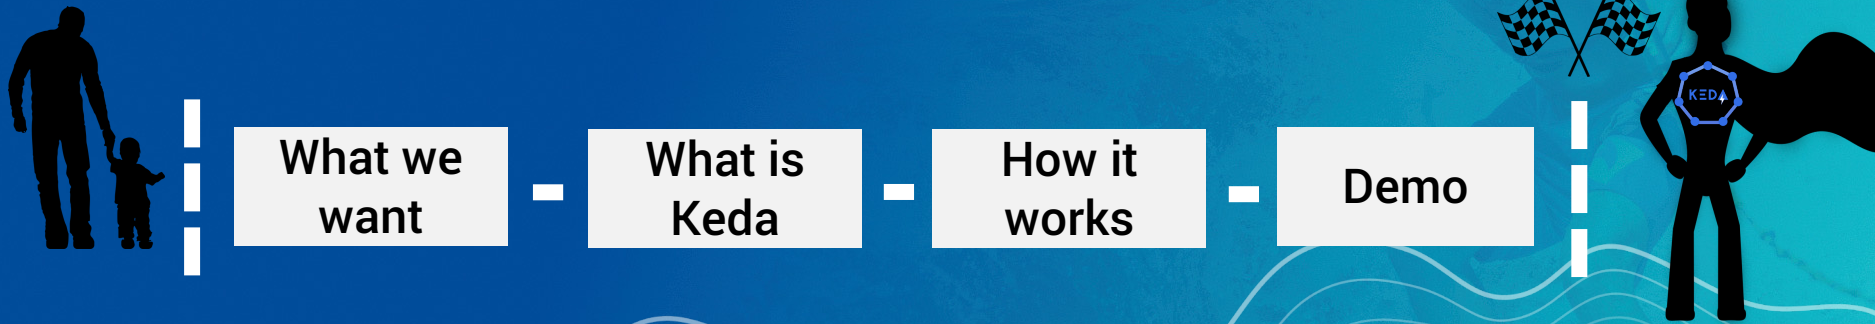 What we
want
What is
Keda
How it
works
Demo
KEDA